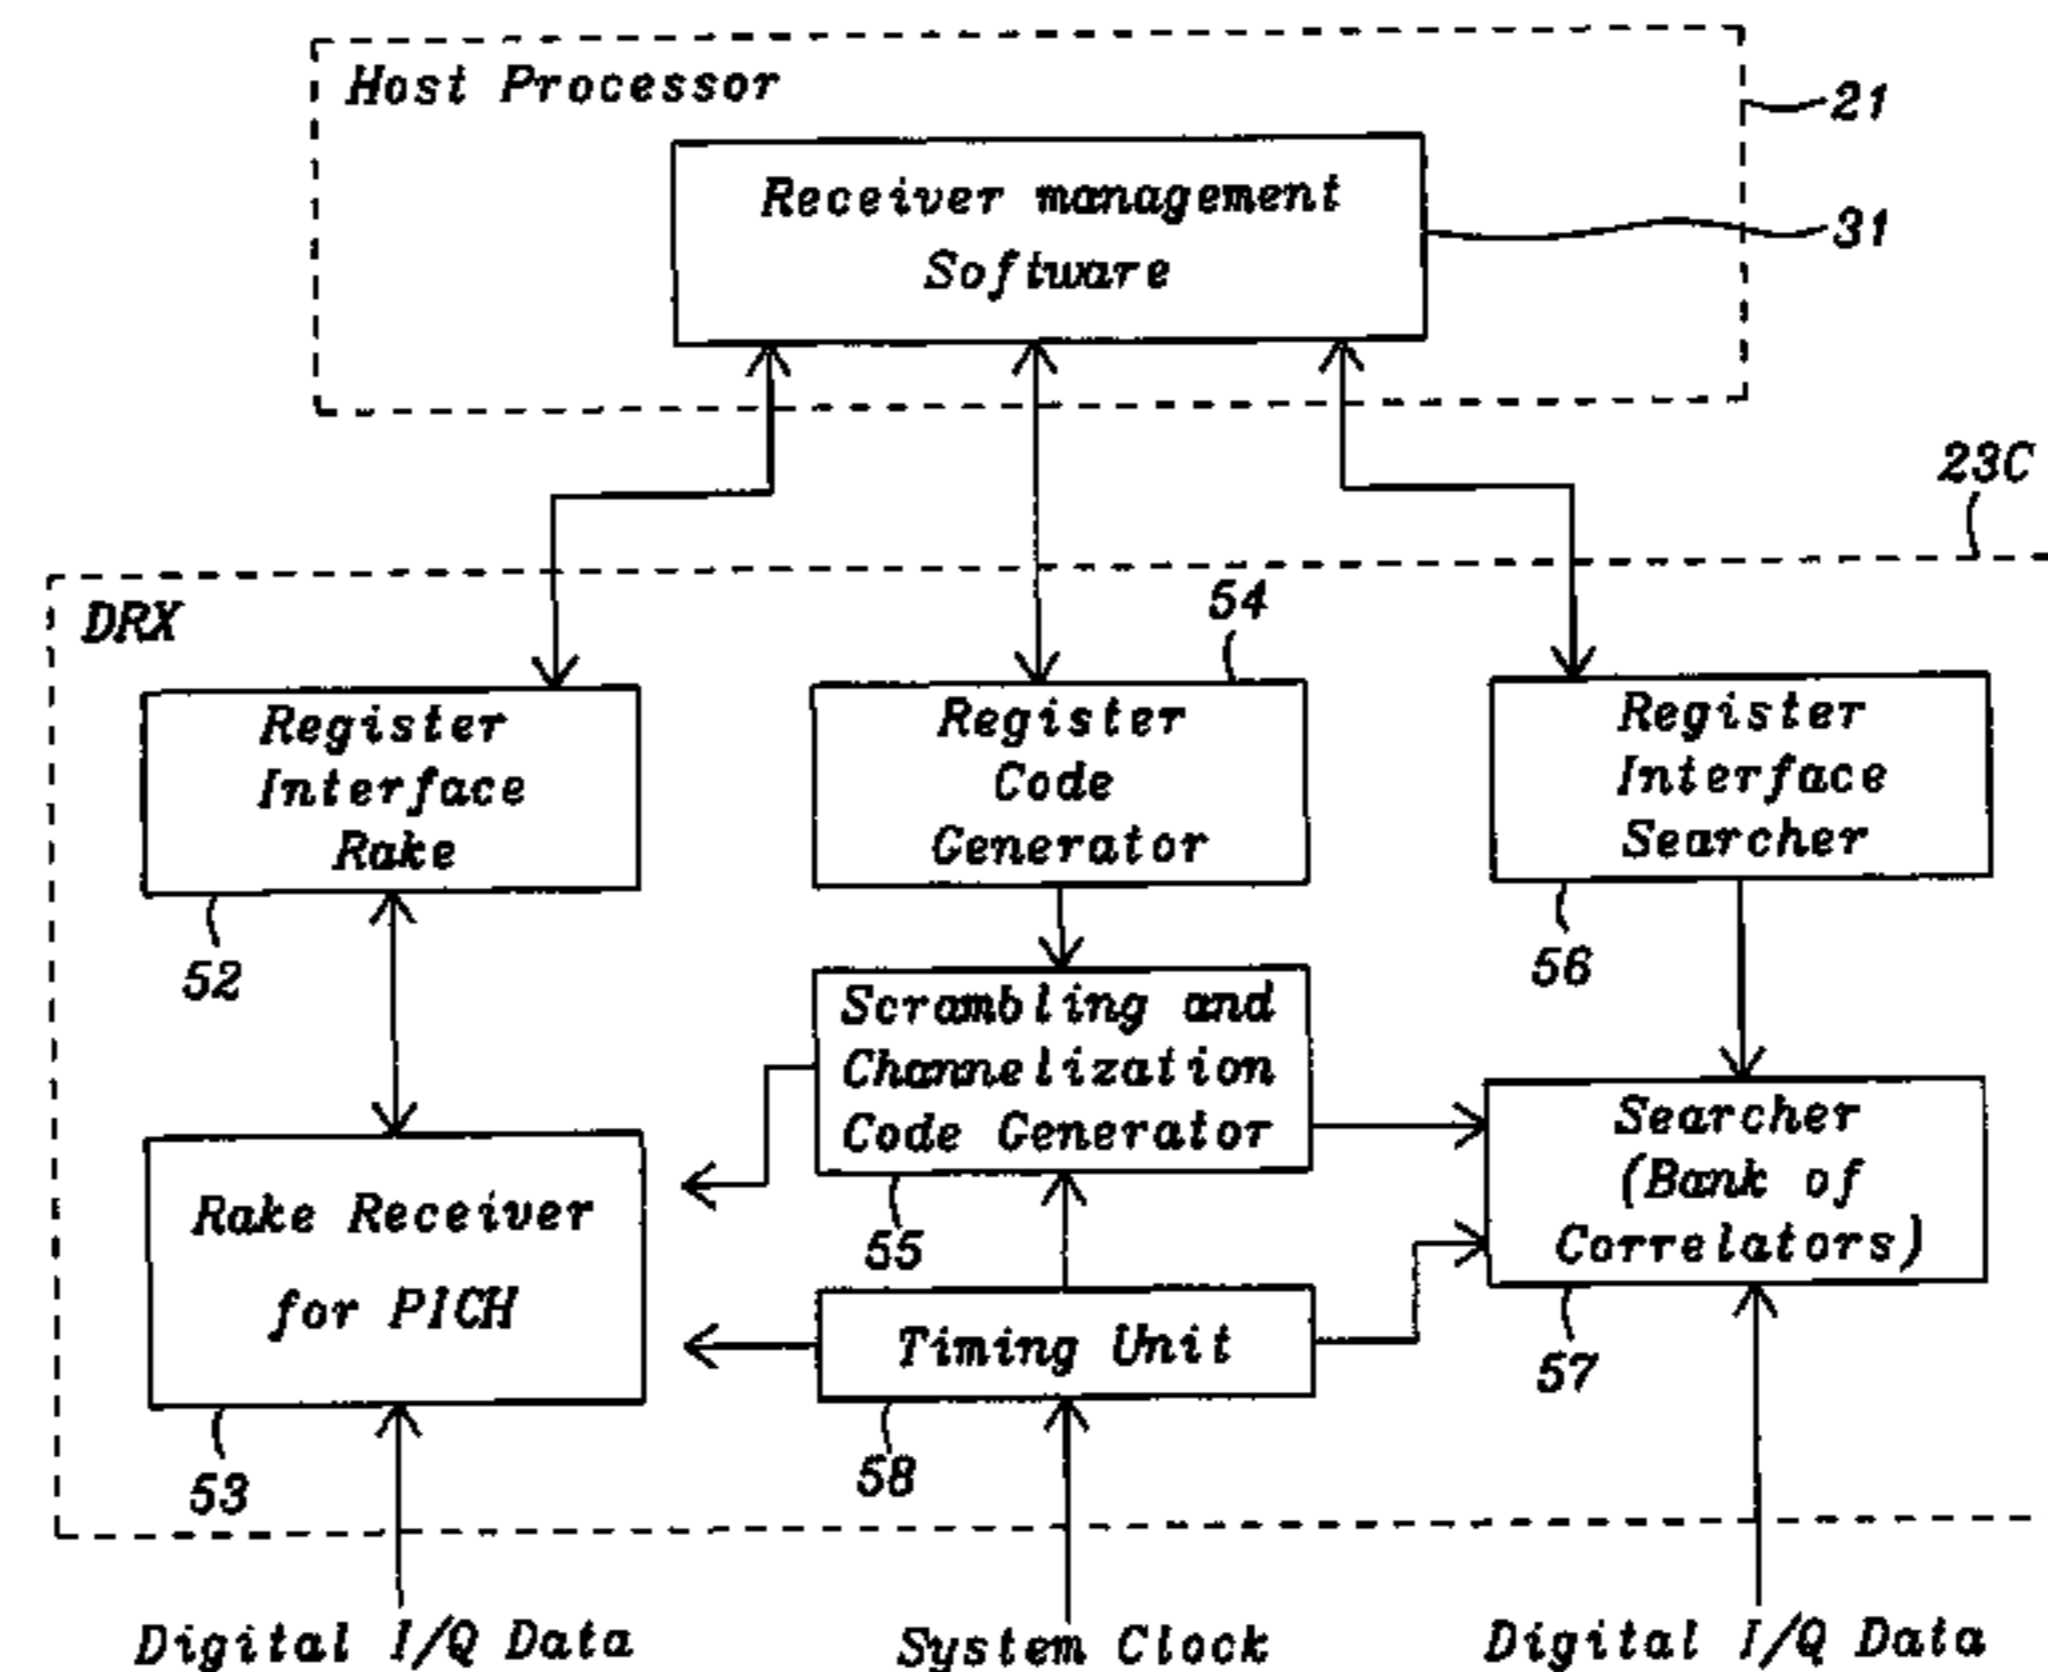 Host Processor
21
Receiver management
Software
31
23C
DRX
54
Register
Interface
Rake
Register
Code
Generator
Register
Interface
Searcher
52
56
Scrambling and
Channelization
Code Generator
Searcher
(Bank of
Correlators)
Rake Receiver
for PICH
55
Timing Unit
57
53
58
Digital I/Q Data
System Clock
Digital I/Q Data